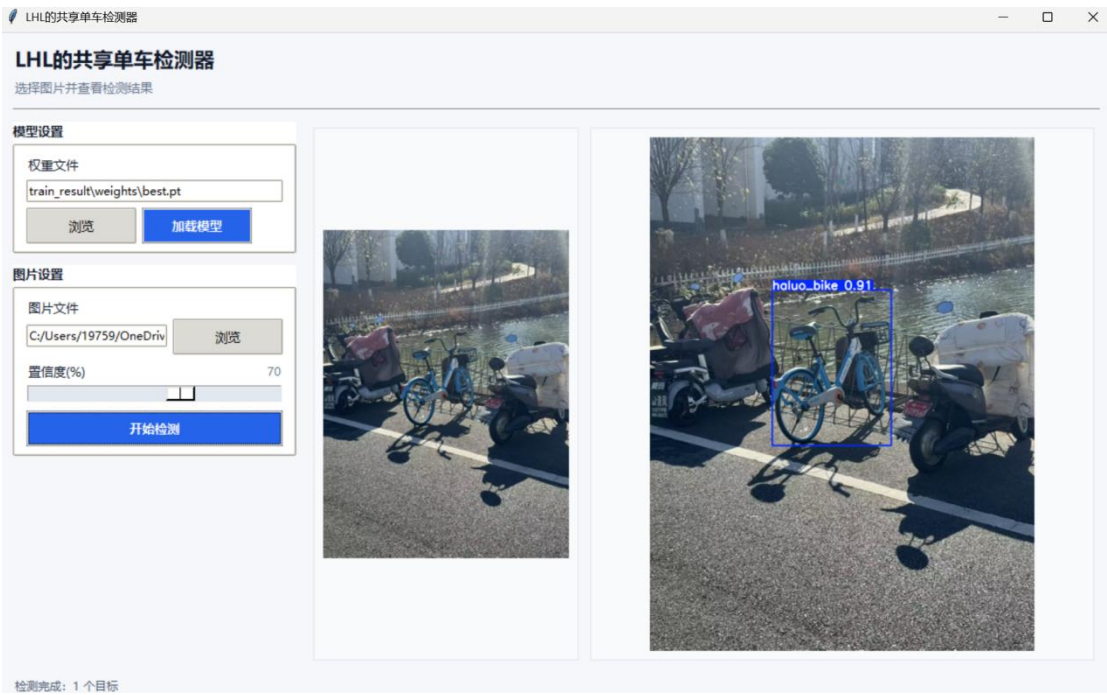 LHL的共享单车检测器
LHL的共享单车检测器
选择图片并查看检测结果
模型设置
权重文件
train_result\weights\best.pt
浏览
加载模型
图片设置
图片文件
C:/Users/19759/OneDriv
浏览
置信度(%)
70
开始检测
haluo_bike 0.91
检测完成：1 个目标